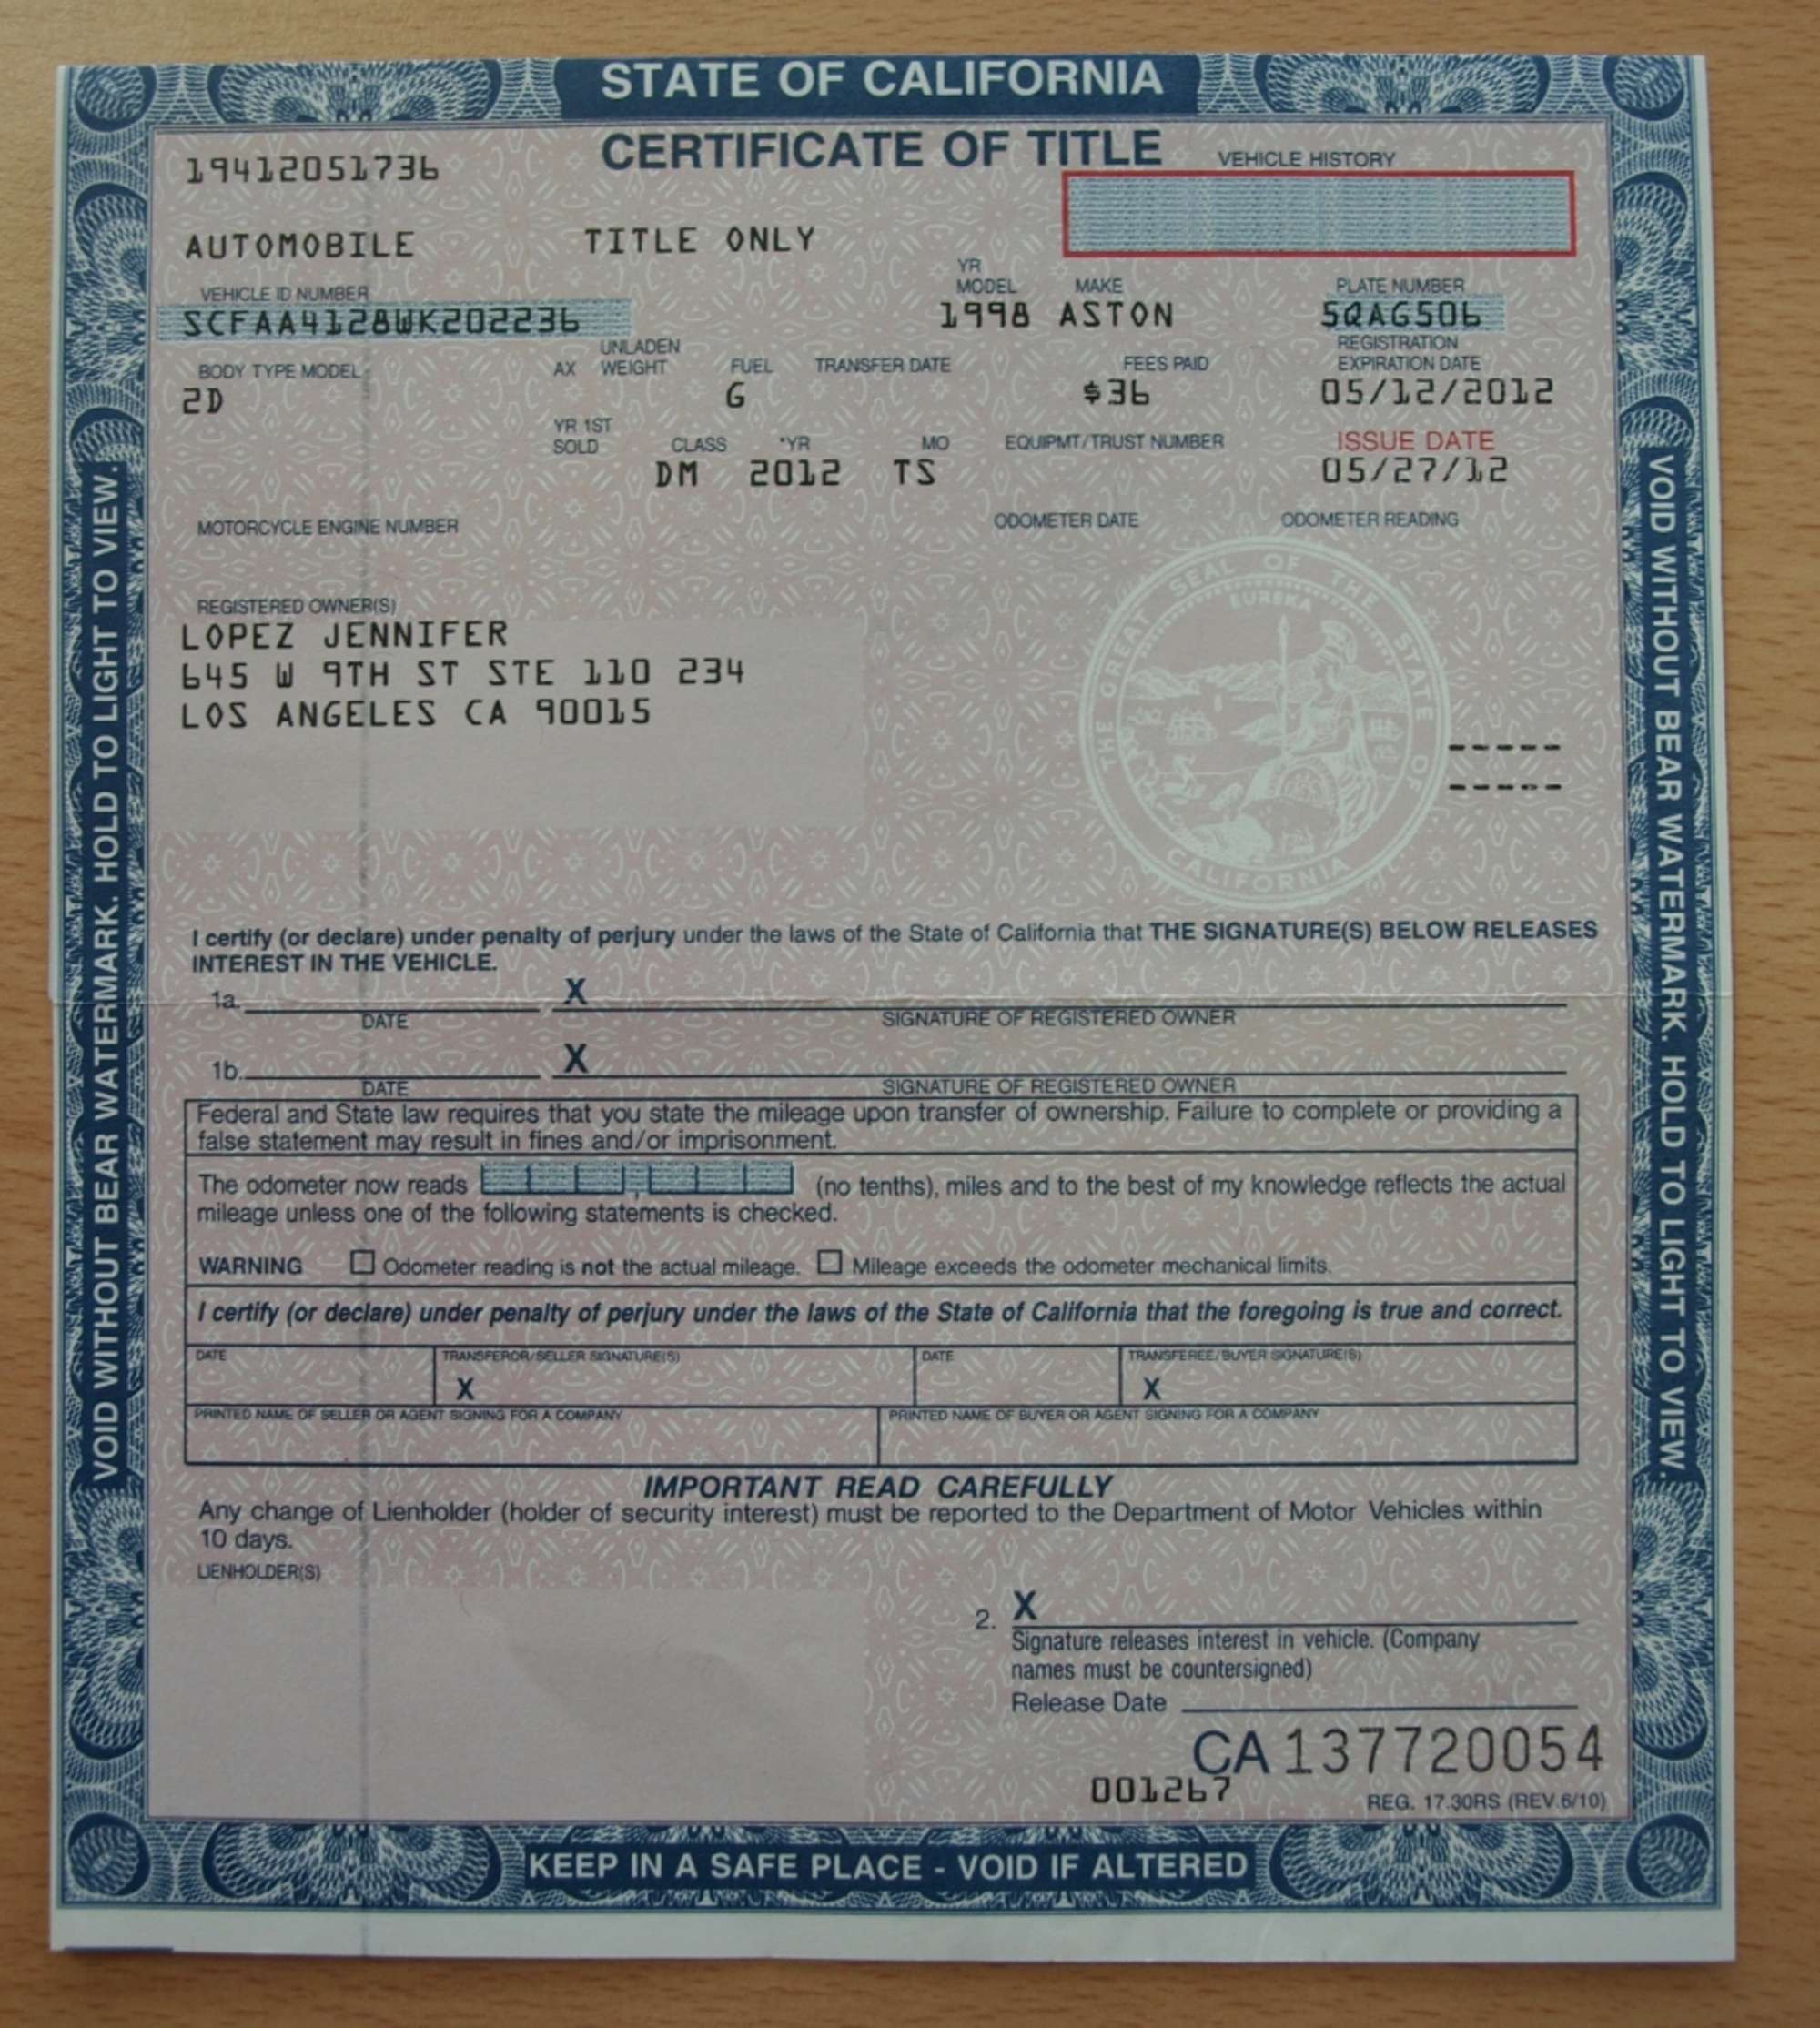 STATE OF CALIFORNIA
CERTIFICATE OF TITLE
19412051736
VEHICLE HISTORY
AUTOMOBILE TITLE ONLY
VEHICLE ID NUMBER YR MODEL MAKE PLATE NUMBER
SCFAA4128WK202236 1998 ASTON 5QAG506
BODY TYPE MODEL AX UNLADEN WEIGHT FUEL TRANSFER DATE FEES PAID REGISTRATION EXPIRATION DATE
2D G $36 05/12/2012
YR 1ST SOLD CLASS *YR MO EQUIPMT/TRUST NUMBER ISSUE DATE
DM 2012 TS 05/27/12
MOTORCYCLE ENGINE NUMBER ODOMETER DATE ODOMETER READING
REGISTERED OWNER(S)
LOPEZ JENNIFER
645 W 9TH ST STE 110 234
LOS ANGELES CA 90015
THE GREAT SEAL OF THE STATE OF CALIFORNIA
EUREKA
-----
-----
I certify (or declare) under penalty of perjury under the laws of the State of California that THE SIGNATURE(S) BELOW RELEASES
INTEREST IN THE VEHICLE.
1a. X
DATE SIGNATURE OF REGISTERED OWNER
1b. X
DATE SIGNATURE OF REGISTERED OWNER
Federal and State law requires that you state the mileage upon transfer of ownership. Failure to complete or providing a
false statement may result in fines and/or imprisonment.
The odometer now reads , (no tenths), miles and to the best of my knowledge reflects the actual
mileage unless one of the following statements is checked.
WARNING Odometer reading is not the actual mileage. Mileage exceeds the odometer mechanical limits.
I certify (or declare) under penalty of perjury under the laws of the State of California that the foregoing is true and correct.
DATE TRANSFEROR/SELLER SIGNATURE(S) DATE TRANSFEREE/BUYER SIGNATURE(S)
X X
PRINTED NAME OF SELLER OR AGENT SIGNING FOR A COMPANY PRINTED NAME OF BUYER OR AGENT SIGNING FOR A COMPANY
IMPORTANT READ CAREFULLY
Any change of Lienholder (holder of security interest) must be reported to the Department of Motor Vehicles within
10 days.
LIENHOLDER(S)
2. X
Signature releases interest in vehicle. (Company
names must be countersigned)
Release Date
CA137720054
001267
REG. 17.30RS (REV.6/10)
KEEP IN A SAFE PLACE - VOID IF ALTERED
VOID WITHOUT BEAR WATERMARK. HOLD TO LIGHT TO VIEW.
VOID WITHOUT BEAR WATERMARK. HOLD TO LIGHT TO VIEW.